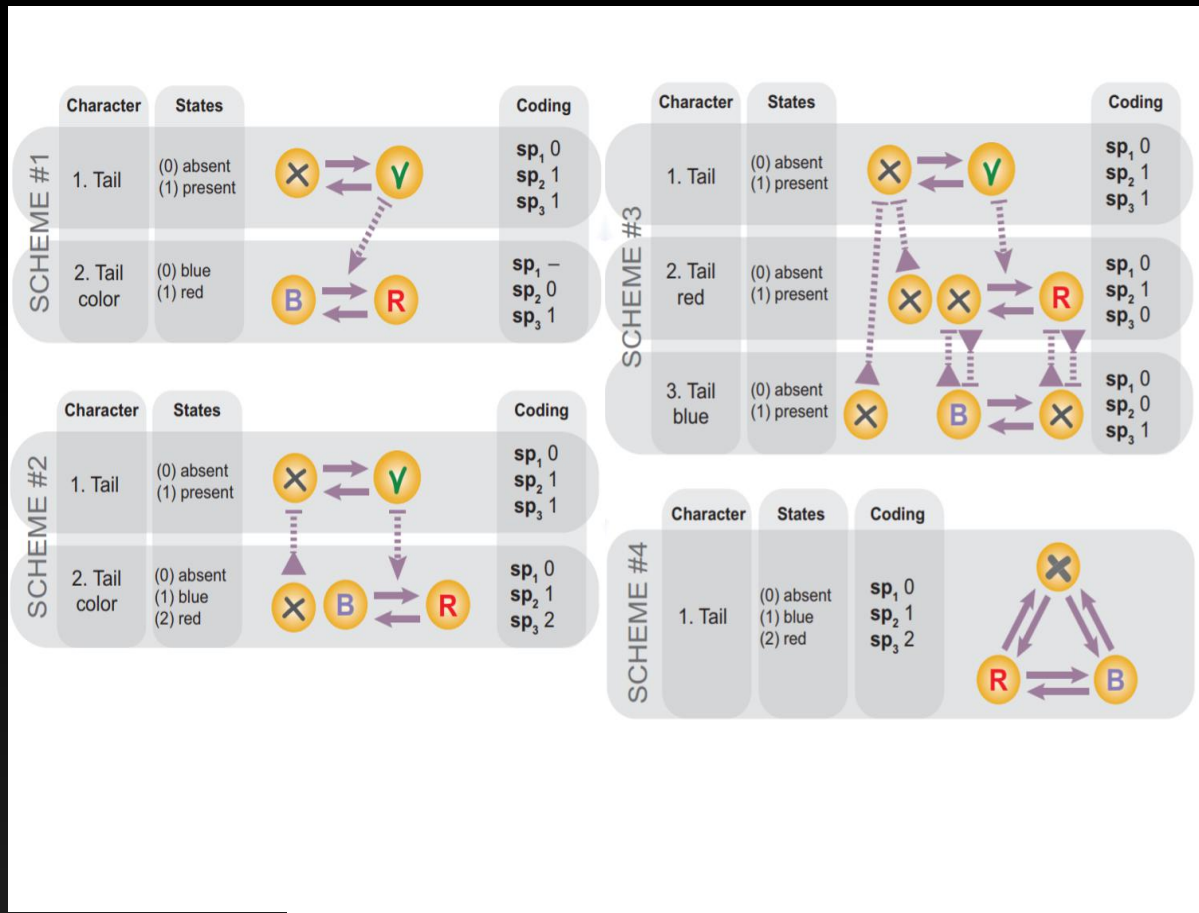 SCHEME #1
Character States Coding
1. Tail
(0) absent
(1) present
X
V
sp1 0
sp2 1
sp3 1
2. Tail
color
(0) blue
(1) red
B
R
sp1 –
sp2 0
sp3 1
SCHEME #2
Character States Coding
1. Tail
(0) absent
(1) present
X
V
sp1 0
sp2 1
sp3 1
2. Tail
color
(0) absent
(1) blue
(2) red
X B R
sp1 0
sp2 1
sp3 2
SCHEME #3
Character States Coding
1. Tail
(0) absent
(1) present
X
V
sp1 0
sp2 1
sp3 1
2. Tail
red
(0) absent
(1) present
X X R
sp1 0
sp2 1
sp3 0
3. Tail
blue
(0) absent
(1) present
X B X
sp1 0
sp2 0
sp3 1
SCHEME #4
Character States Coding
1. Tail
(0) absent
(1) blue
(2) red
sp1 0
sp2 1
sp3 2
X
R B